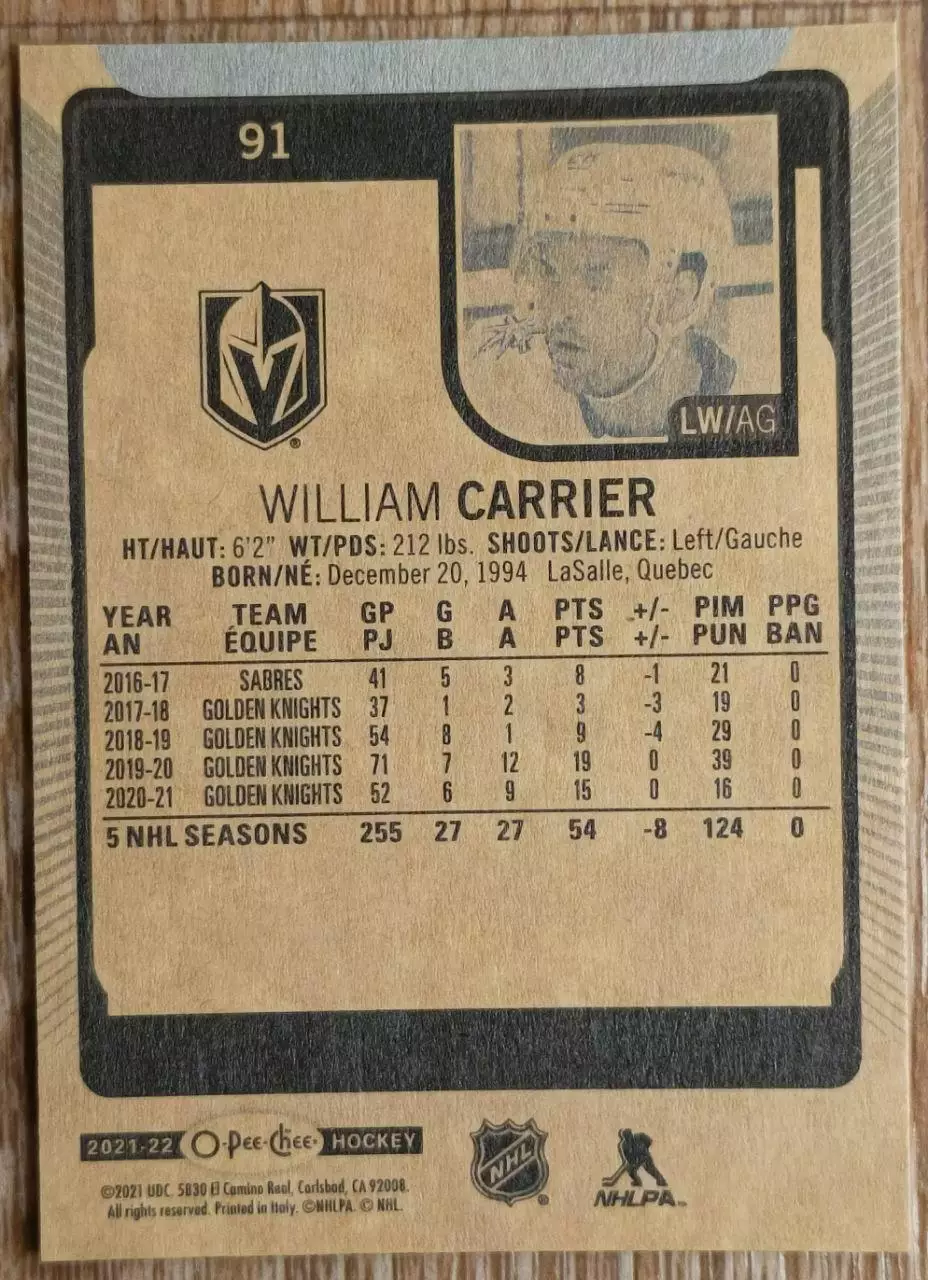 91
LW/AG
WILLIAM CARRIER
HT/HAUT: 6'2" WT/PDS: 212 lbs. SHOOTS/LANCE: Left/Gauche
BORN/NÉ: December 20, 1994 LaSalle, Quebec
YEAR TEAM GP G A PTS +/- PIM PPG
AN ÉQUIPE PJ B A PTS +/- PUN BAN
2016-17 SABRES 41 5 3 8 -1 21 0
2017-18 GOLDEN KNIGHTS 37 1 2 3 -3 19 0
2018-19 GOLDEN KNIGHTS 54 8 1 9 -4 29 0
2019-20 GOLDEN KNIGHTS 71 7 12 19 0 39 0
2020-21 GOLDEN KNIGHTS 52 6 9 15 0 16 0
5 NHL SEASONS 255 27 27 54 -8 124 0
2021-22 O-Pee-Chee HOCKEY
NHL ®
NHLPA™
©2021 UDC. 5830 El Camino Real, Carlsbad, CA 92008.
All rights reserved. Printed in Italy. ©NHLPA. © NHL.